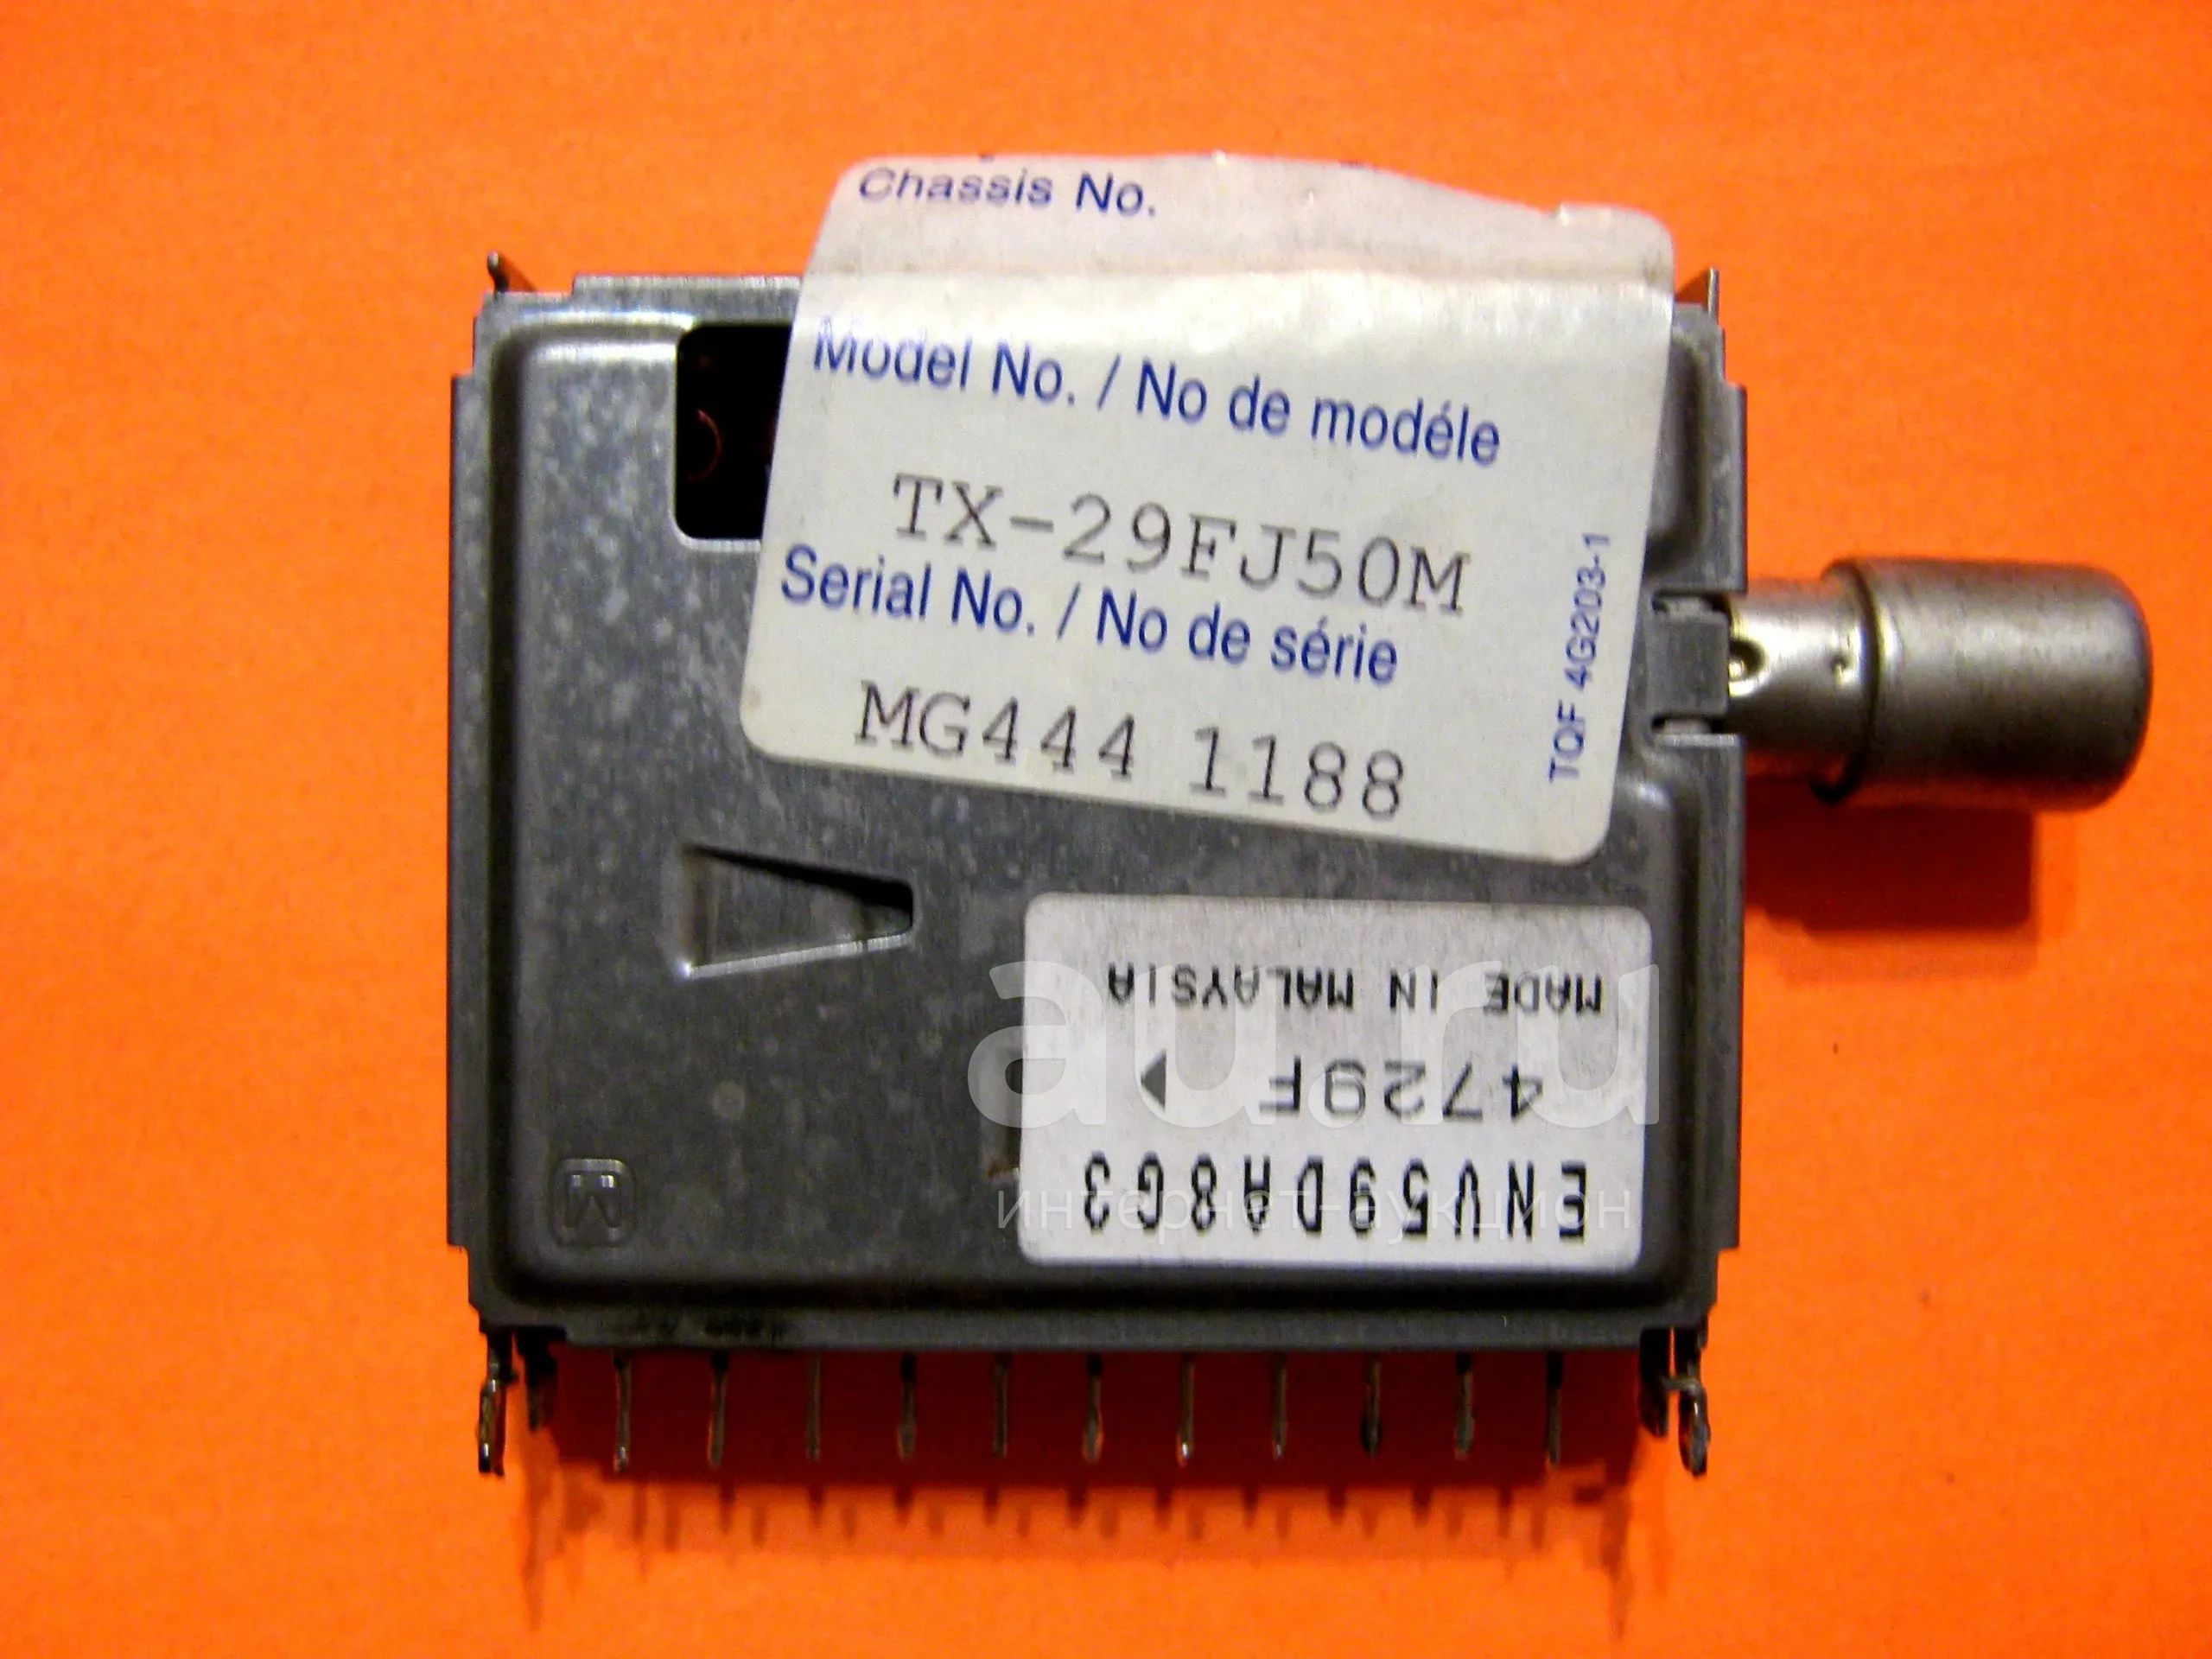 Chassis No.
Model No. / No de modéle
TX-29FJ50M
Serial No. / No de série
MG444 1188
TQF 4G203-1
ENV59DA8G3
4729F
MADE IN MALAYSIA
M
au.ru
интернет-аукцион